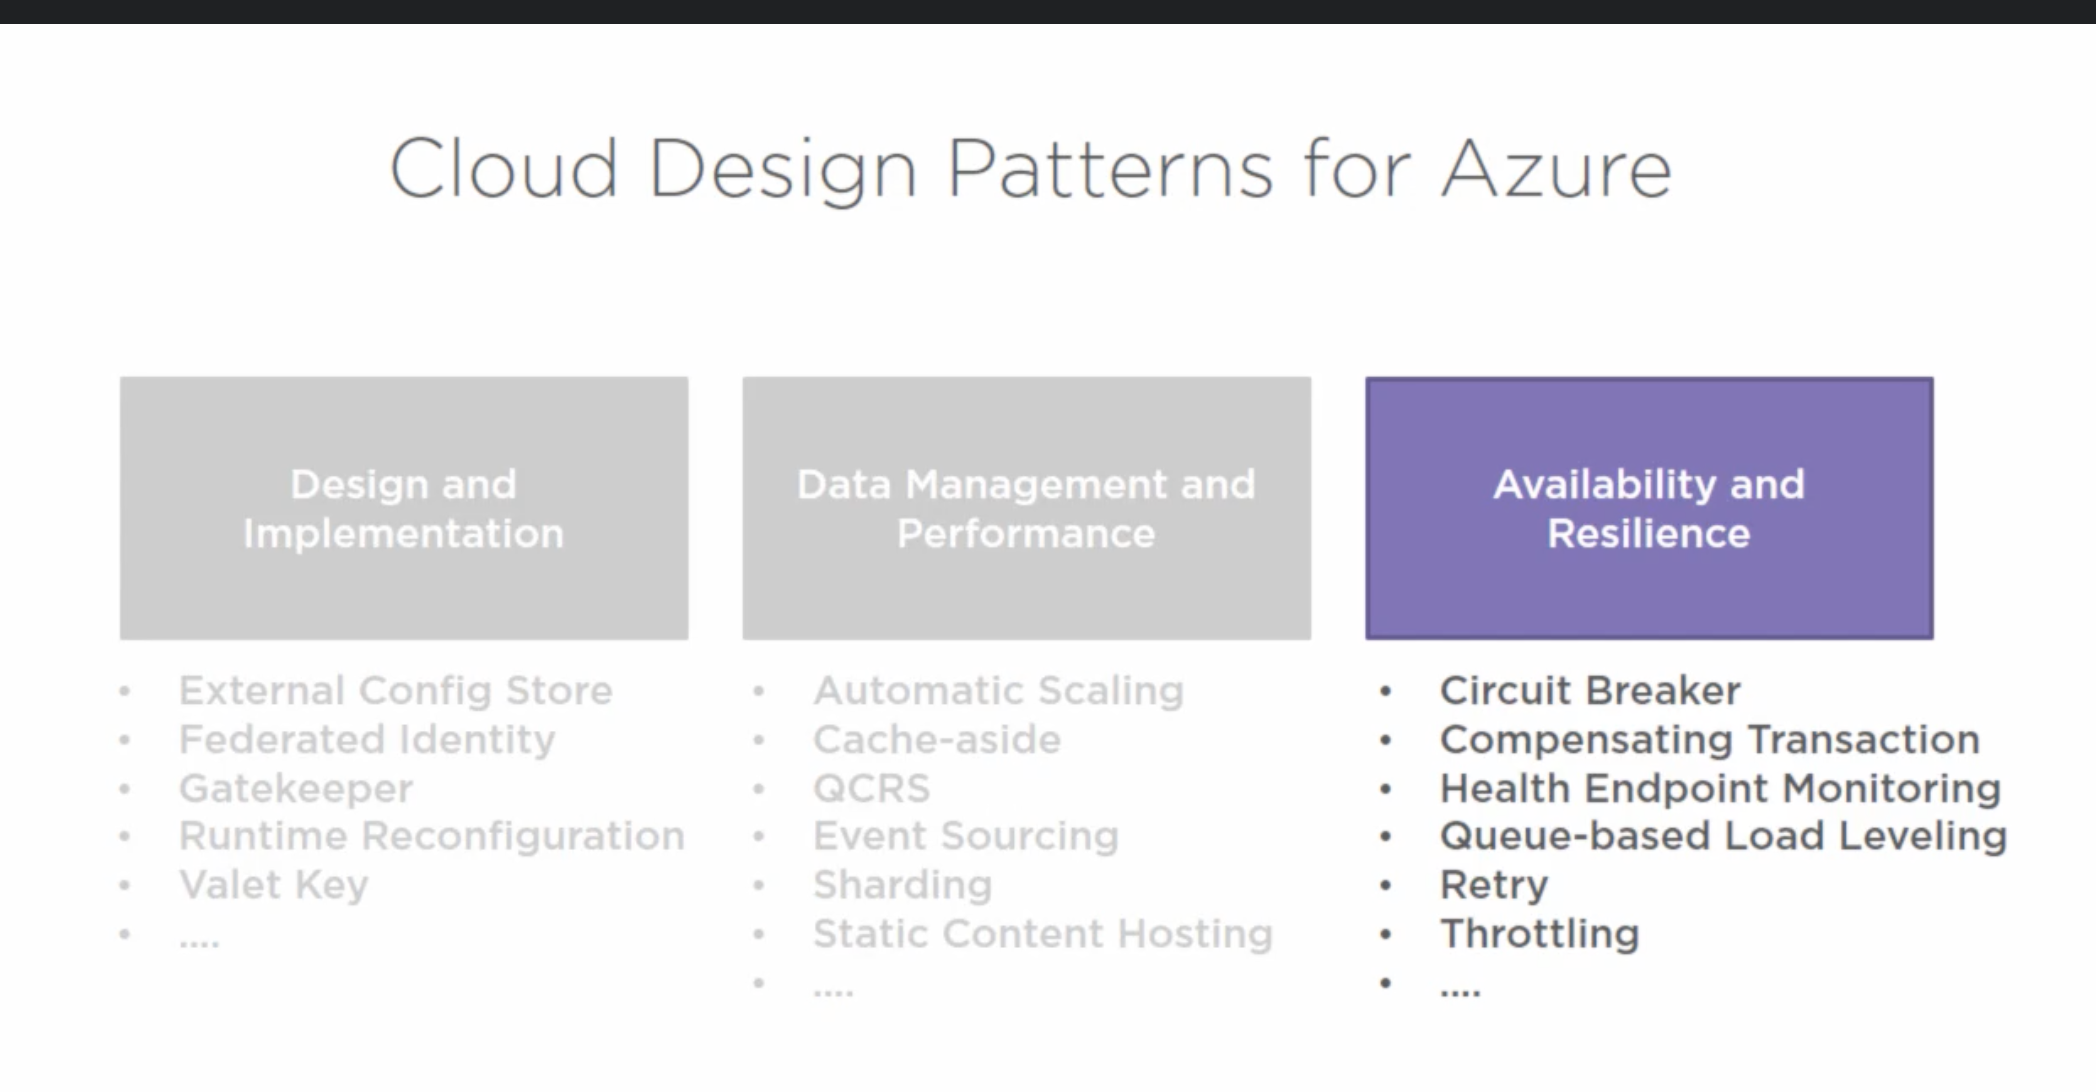 Cloud Design Patterns for Azure
Design and
Implementation
• External Config Store
• Federated Identity
• Gatekeeper
• Runtime Reconfiguration
• Valet Key
• ....
Data Management and
Performance
• Automatic Scaling
• Cache-aside
• QCRS
• Event Sourcing
• Sharding
• Static Content Hosting
• ....
Availability and
Resilience
• Circuit Breaker
• Compensating Transaction
• Health Endpoint Monitoring
• Queue-based Load Leveling
• Retry
• Throttling
• ....